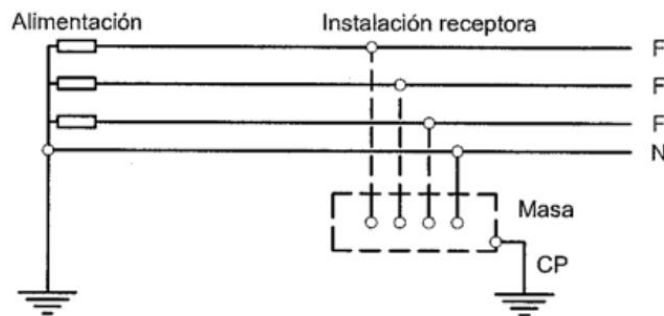 Alimentación
Instalación receptora
F
F
F
N
Masa
CP